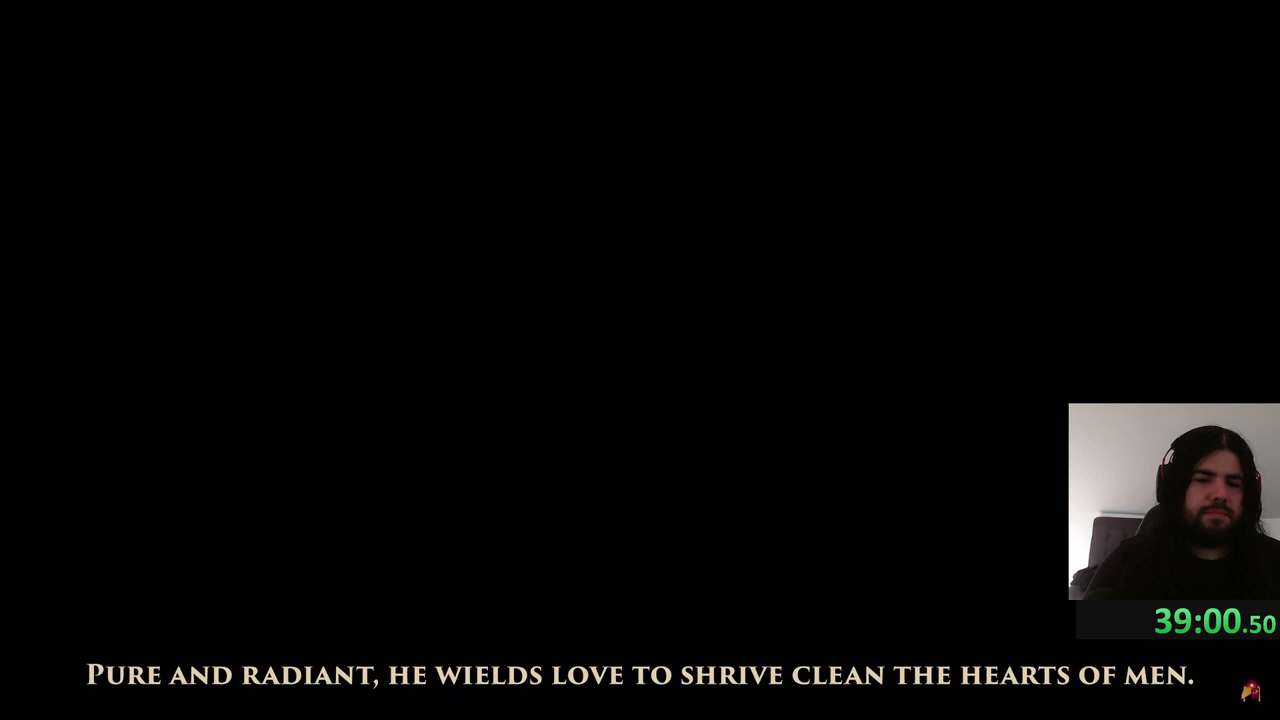 39:00.50
PURE AND RADIANT, HE WIELDS LOVE TO SHRIVE CLEAN THE HEARTS OF MEN.